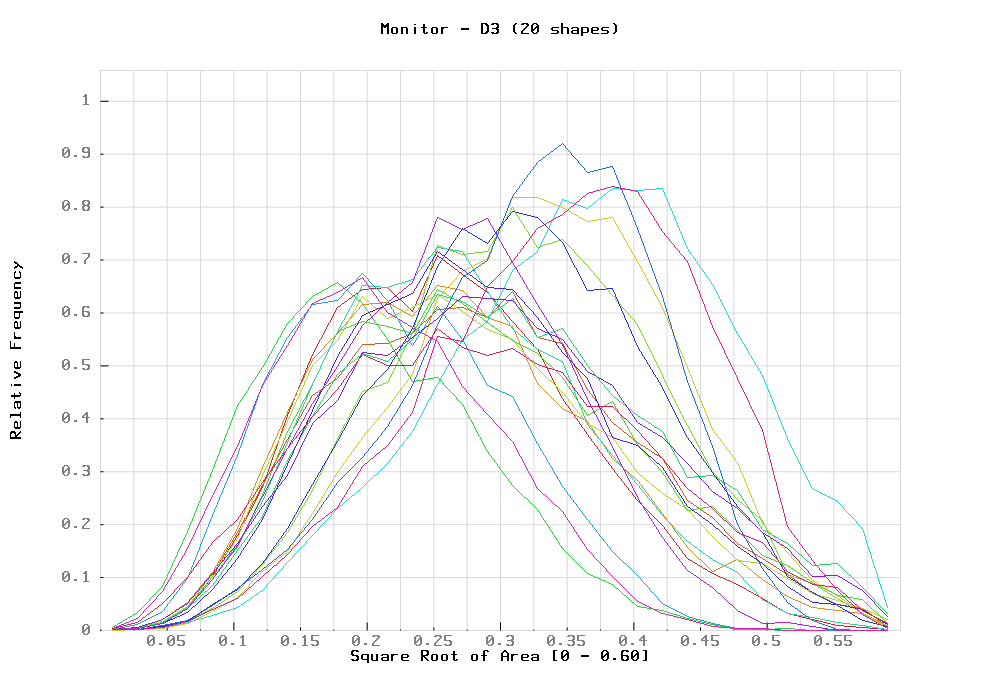 Monitor - D3 (20 shapes)
Relative Frequency
1
0.9
0.8
0.7
0.6
0.5
0.4
0.3
0.2
0.1
0
0.05 0.1 0.15 0.2 0.25 0.3 0.35 0.4 0.45 0.5 0.55
Square Root of Area [0 - 0.60]